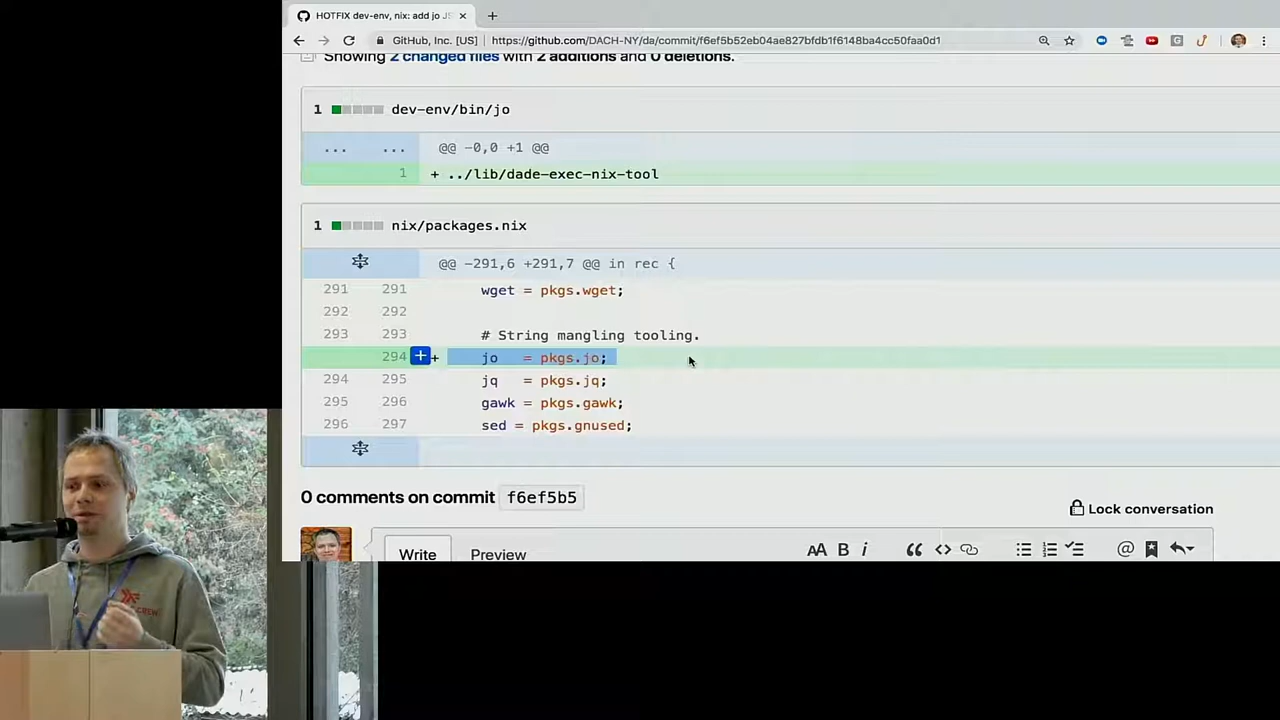 HOTFIX dev-env, nix: add jo JS
GitHub, Inc. [US] https://github.com/DACH-NY/da/commit/f6ef5b52eb04ae827bfdb1f6148ba4cc50faa0d1
Showing 2 changed files with 2 additions and 0 deletions.
1 dev-env/bin/jo
... ... @@ -0,0 +1 @@
1 + ../lib/dade-exec-nix-tool
1 nix/packages.nix
@@ -291,6 +291,7 @@ in rec {
291 291 wget = pkgs.wget;
292 292
293 293 # String mangling tooling.
294 + jo = pkgs.jo;
294 295 jq = pkgs.jq;
295 296 gawk = pkgs.gawk;
296 297 sed = pkgs.gnused;
0 comments on commit f6ef5b5
Lock conversation
Write Preview AA B i
CREW